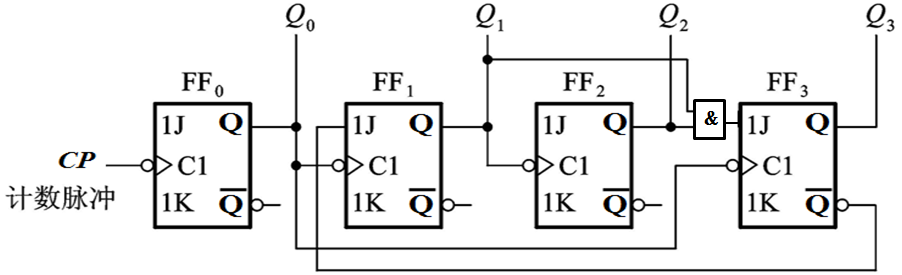 Q₀ Q₁ Q₂ Q₃
FF₀ FF₁ FF₂ FF₃
1J Q 1J Q 1J Q & 1J Q
CP C1 C1 C1 C1
计数脉冲 1K Q̅ 1K Q̅ 1K Q̅ 1K Q̅